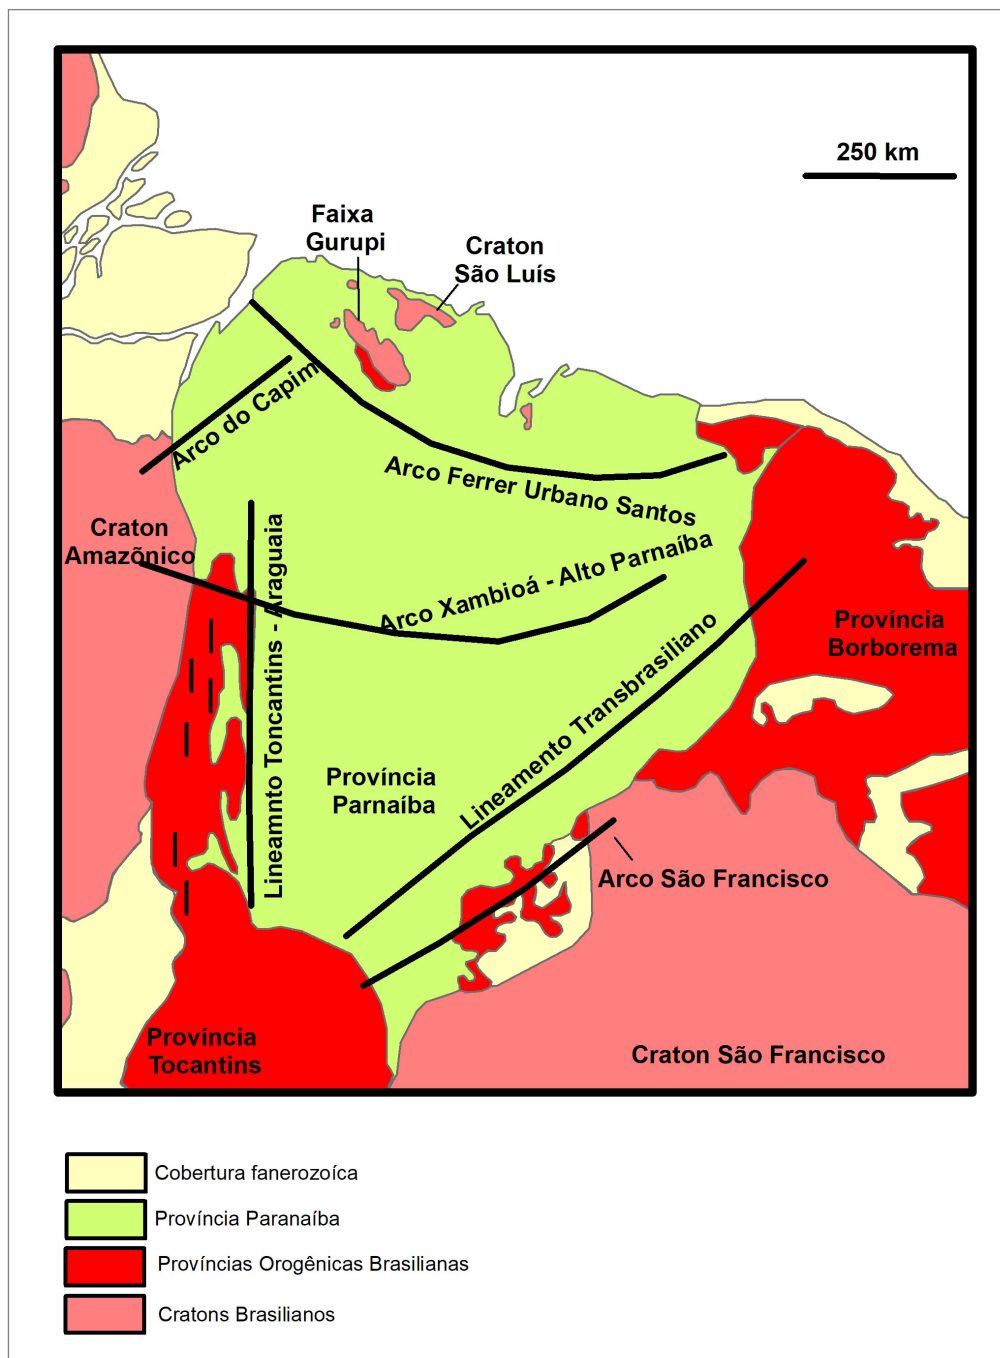 250 km
Faixa
Gurupi
Craton
São Luís
Arco do Capim
Arco Ferrer Urbano Santos
Craton
Amazõnico
Arco Xambioá - Alto Parnaíba
Lineamnto Toncantins - Araguaia
Província
Borborema
Lineamento Transbrasiliano
Província
Parnaíba
Arco São Francisco
Província
Tocantins
Craton São Francisco
Cobertura fanerozoíca
Província Paranaíba
Províncias Orogênicas Brasilianas
Cratons Brasilianos